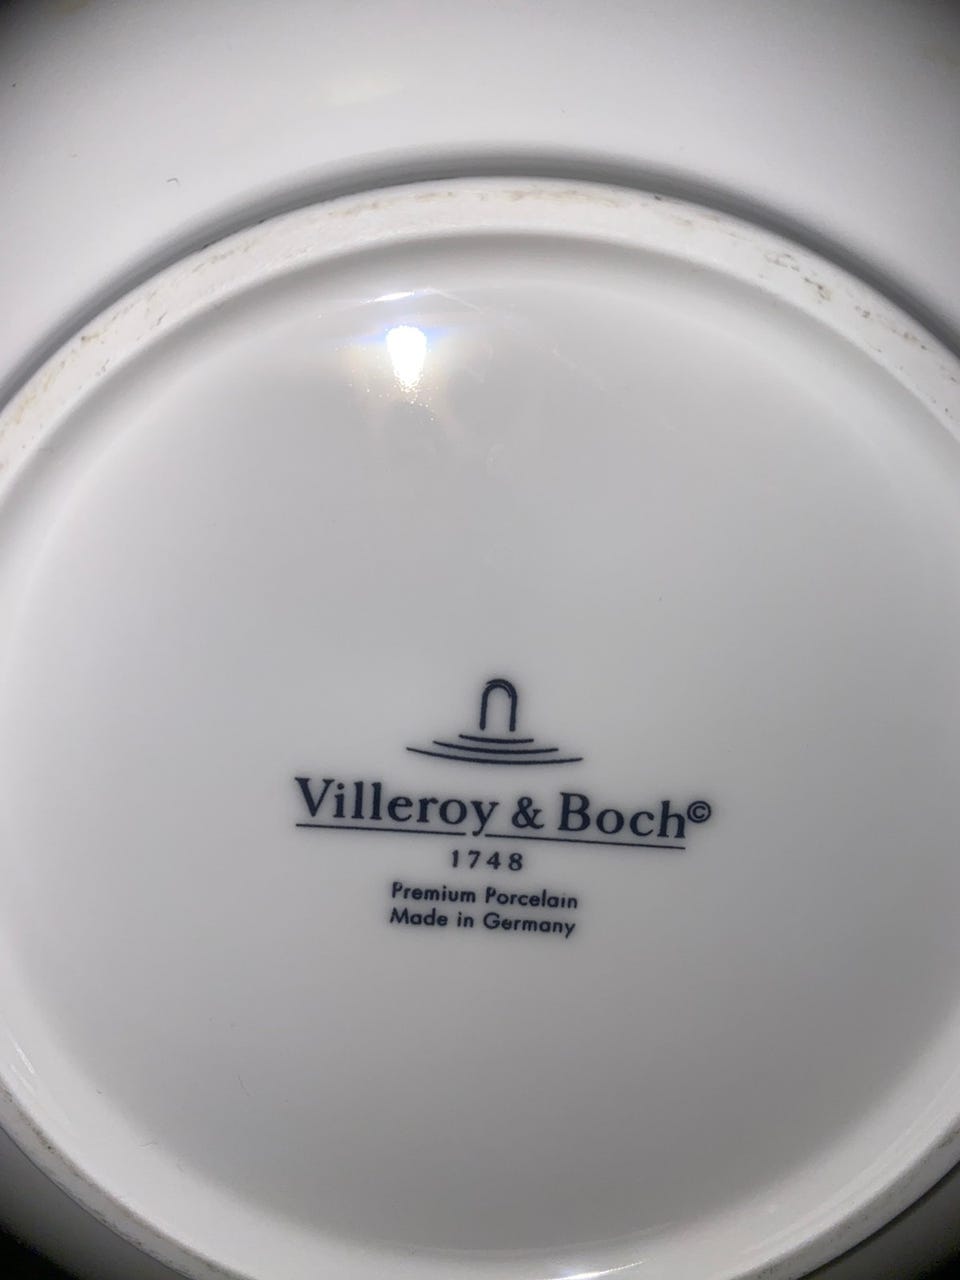 Villeroy & Boch©
1748
Premium Porcelain
Made in Germany